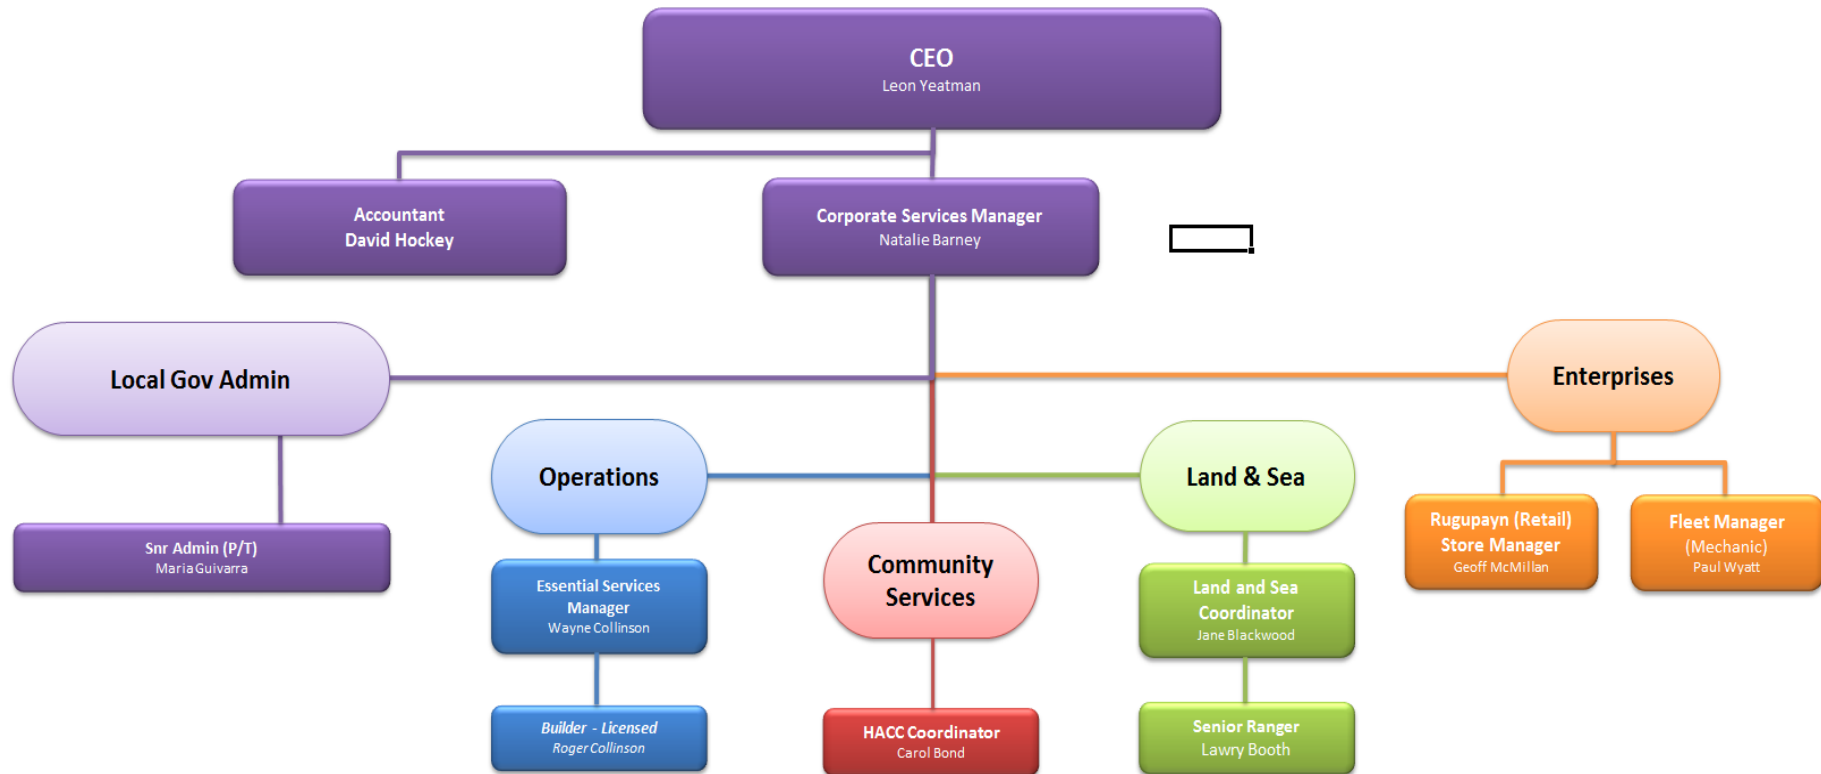 CEO
Leon Yeatman
Accountant
David Hockey
Corporate Services Manager
Natalie Barney
Local Gov Admin
Enterprises
Operations
Land & Sea
Community
Services
Snr Admin (P/T)
Maria Guivarra
Essential Services
Manager
Wayne Collinson
Land and Sea
Coordinator
Jane Blackwood
Rugupayn (Retail)
Store Manager
Geoff McMillan
Fleet Manager
(Mechanic)
Paul Wyatt
Builder - Licensed
Roger Collinson
HACC Coordinator
Carol Bond
Senior Ranger
Lawry Booth